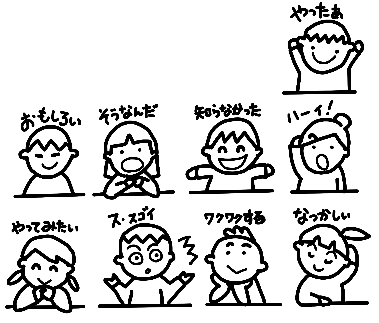 やったあ
おもしろい
そうなんだ
知らなかった
ハーイ!
やってみたい
ス・スゴイ
ワクワクする
なつかしい